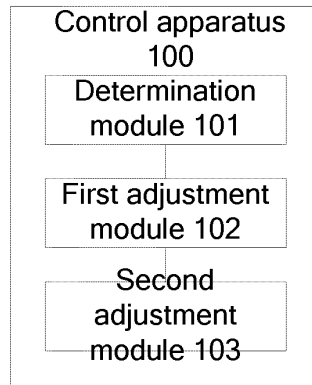 Control apparatus
100
Determination
module 101
First adjustment
module 102
Second
adjustment
module 103